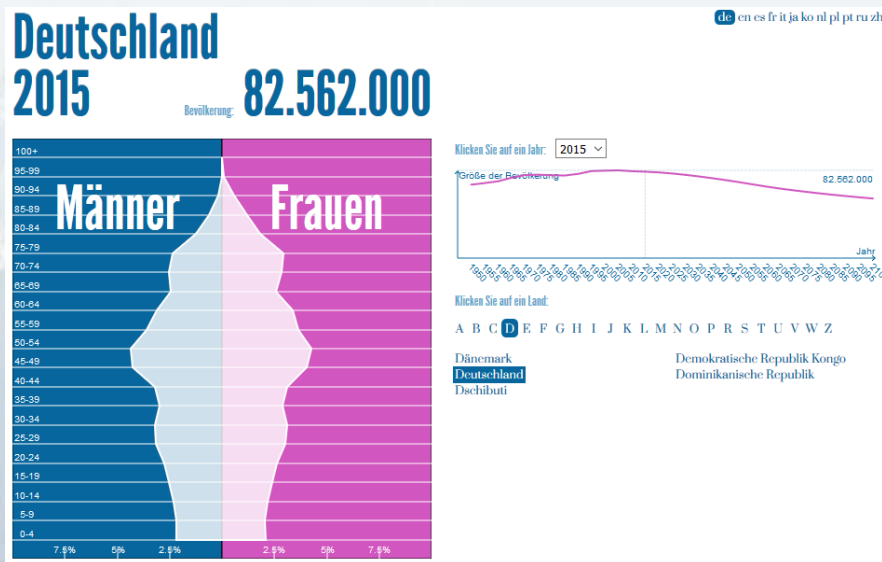 Deutschland
2015 Bevölkerung: 82.562.000
de en es fr it ja ko nl pl pt ru zh
Männer Frauen
100+
95-99
90-94
85-89
80-84
75-79
70-74
65-69
60-64
55-59
50-54
45-49
40-44
35-39
30-34
25-29
20-24
15-19
10-14
5-9
0-4
7.5% 5% 2.5% 2.5% 5% 7.5%
Klicken Sie auf ein Jahr: 2015
Größe der Bevölkerung
82.562.000
Jahr
1950 1955 1960 1965 1970 1975 1980 1985 1990 1995 2000 2005 2010 2015 2020 2025 2030 2035 2040 2045 2050 2055 2060 2065 2070 2075 2080 2085 2090 2095
Klicken Sie auf ein Land:
A B C D E F G H I J K L M N O P R S T U V W Z
Dänemark Demokratische Republik Kongo
Deutschland Dominikanische Republik
Dschibuti